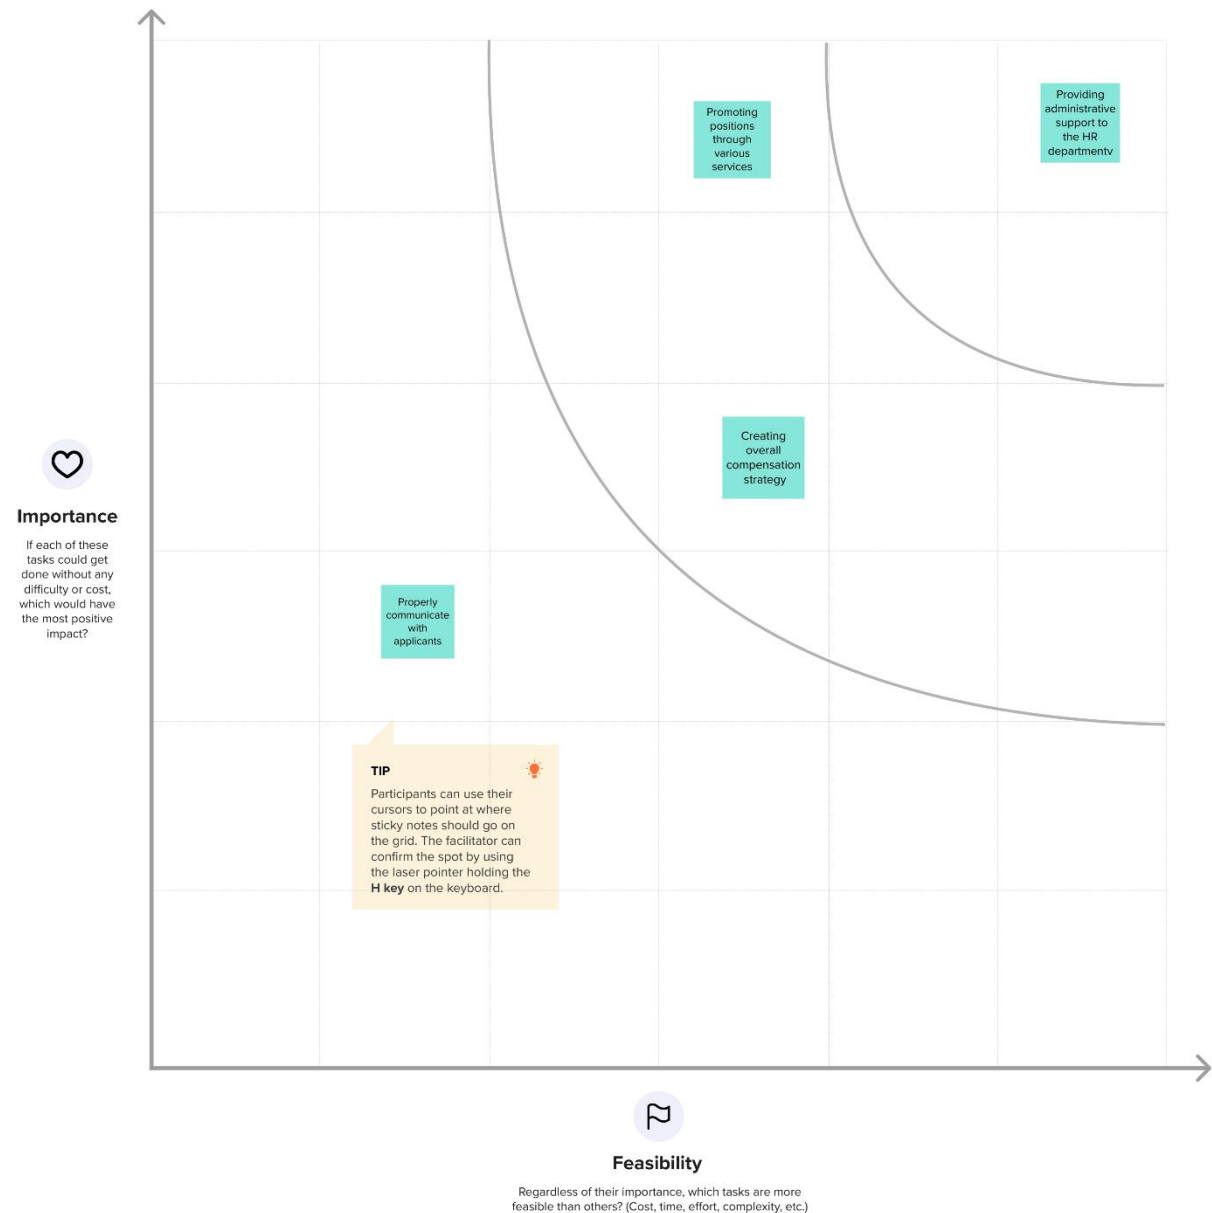 Promoting
positions
through
various
services
Providing
administrative
support to
the HR
departmentv
Creating
overall
compensation
strategy
Importance
If each of these
tasks could get
done without any
difficulty or cost,
which would have
the most positive
impact?
Properly
communicate
with
applicants
TIP
Participants can use their
cursors to point at where
sticky notes should go on
the grid. The facilitator can
confirm the spot by using
the laser pointer holding the
H key on the keyboard.
Feasibility
Regardless of their importance, which tasks are more
feasible than others? (Cost, time, effort, complexity, etc.)